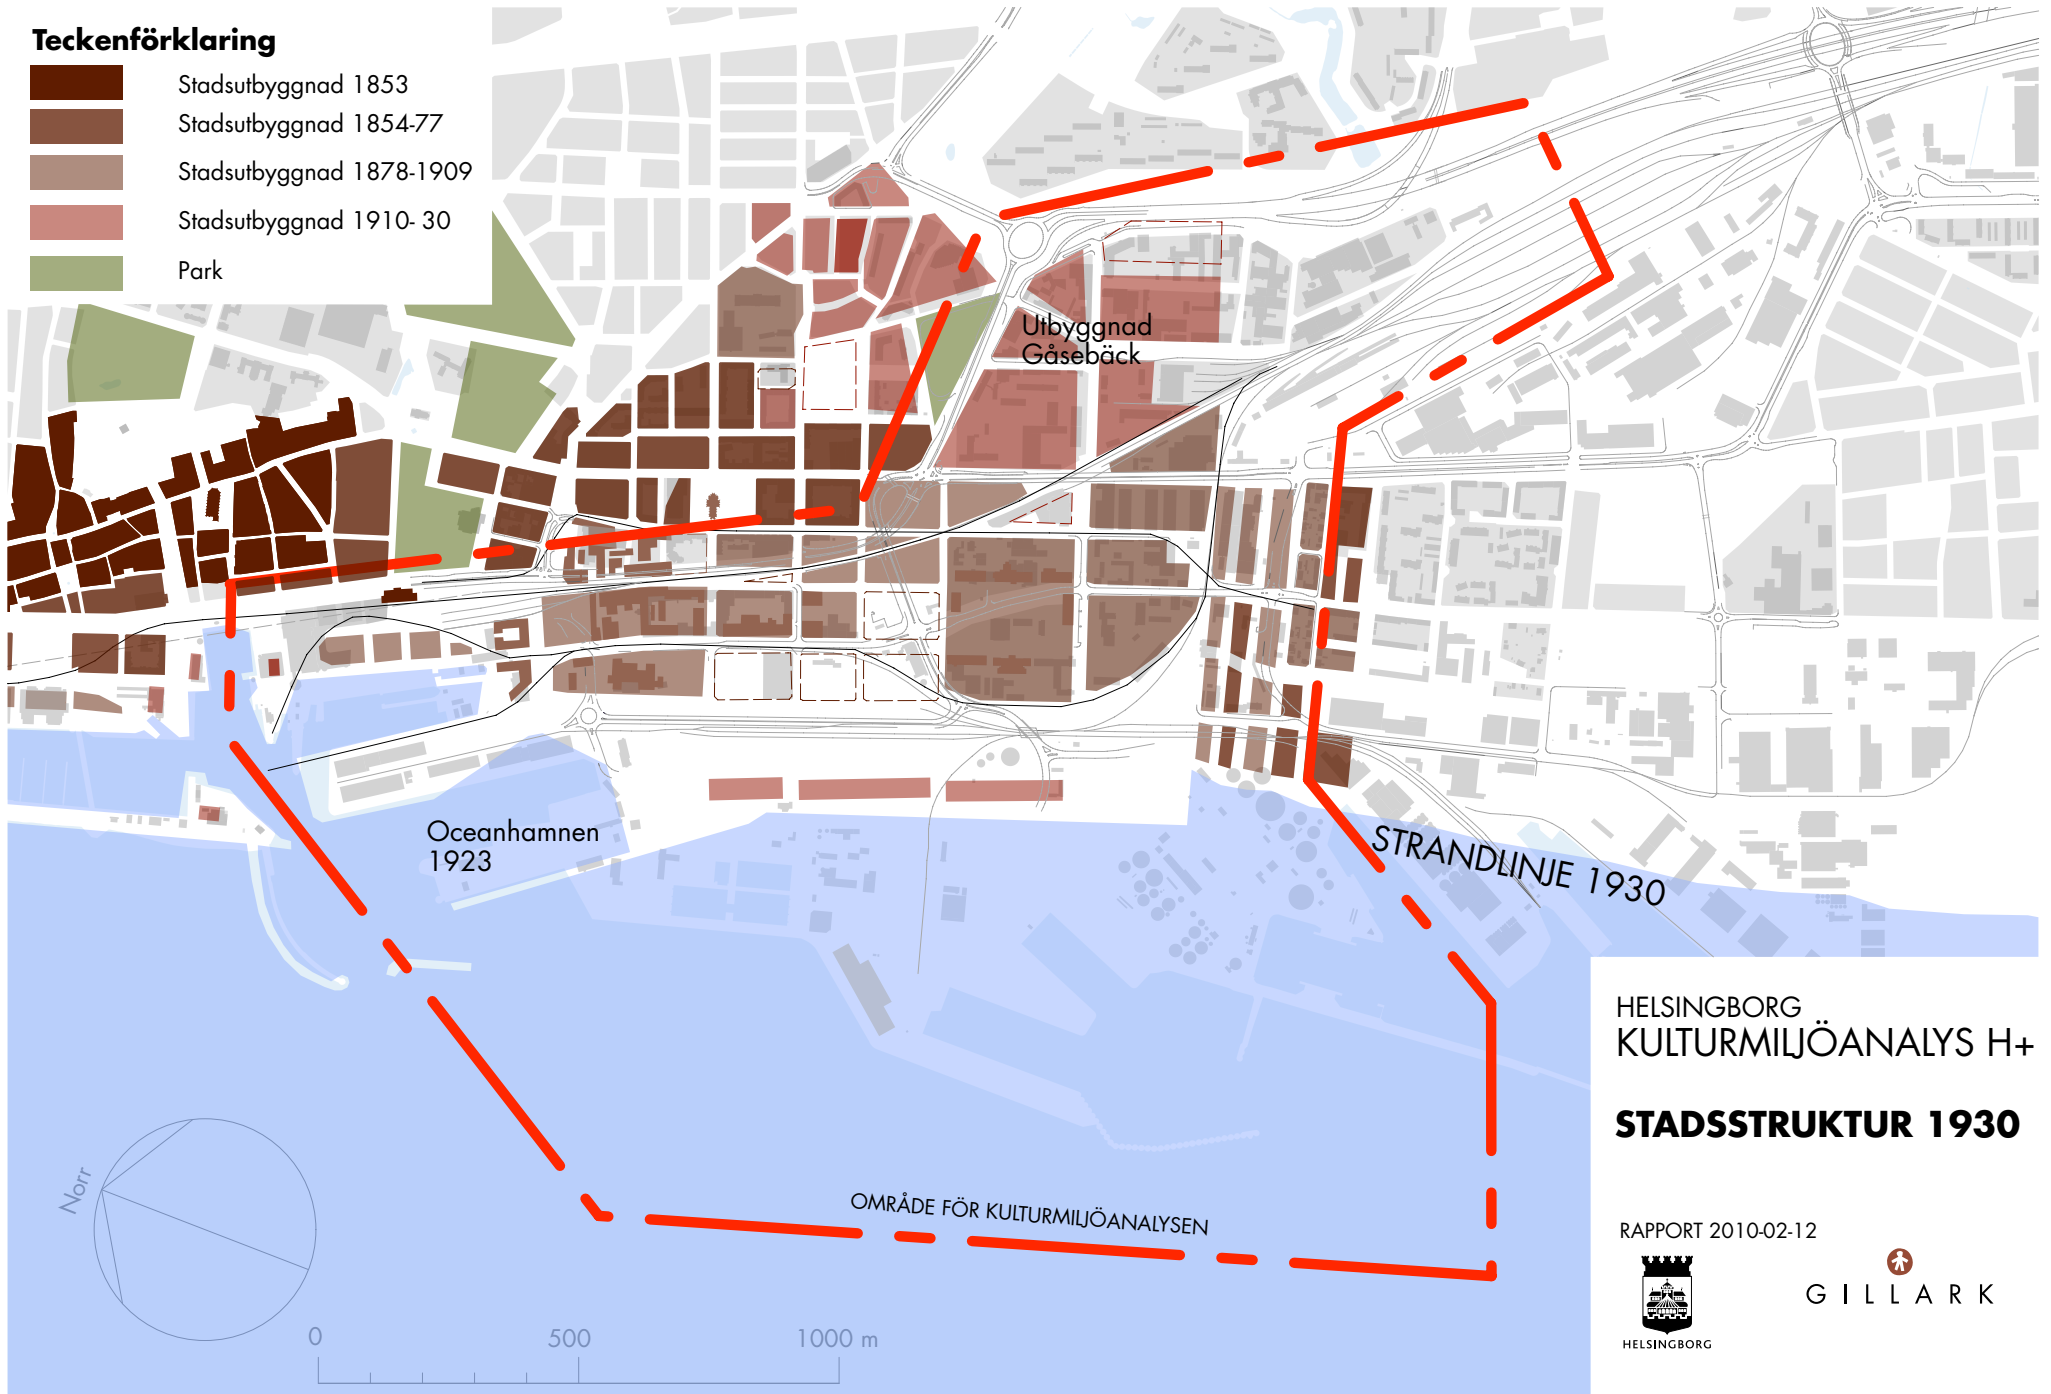 Teckenförklaring
Stadsutbyggnad 1853
Stadsutbyggnad 1854-77
Stadsutbyggnad 1878-1909
Stadsutbyggnad 1910- 30
Park
Utbyggnad
Gåsebäck
Oceanhamnen
1923
STRANDLINJE 1930
OMRÅDE FÖR KULTURMILJÖANALYSEN
Norr
0 500 1000 m
HELSINGBORG
KULTURMILJÖANALYS H+
STADSSTRUKTUR 1930
RAPPORT 2010-02-12
HELSINGBORG
GILLARK